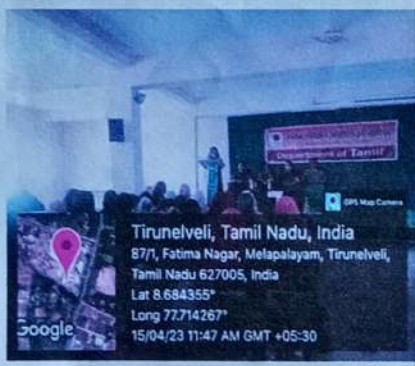 Department of Tamil
GPS Map Camera
Tirunelveli, Tamil Nadu, India
87/1, Fatima Nagar, Melapalayam, Tirunelveli,
Tamil Nadu 627005, India
Lat 8.684355°
Long 77.714267°
15/04/23 11:47 AM GMT +05:30
Google